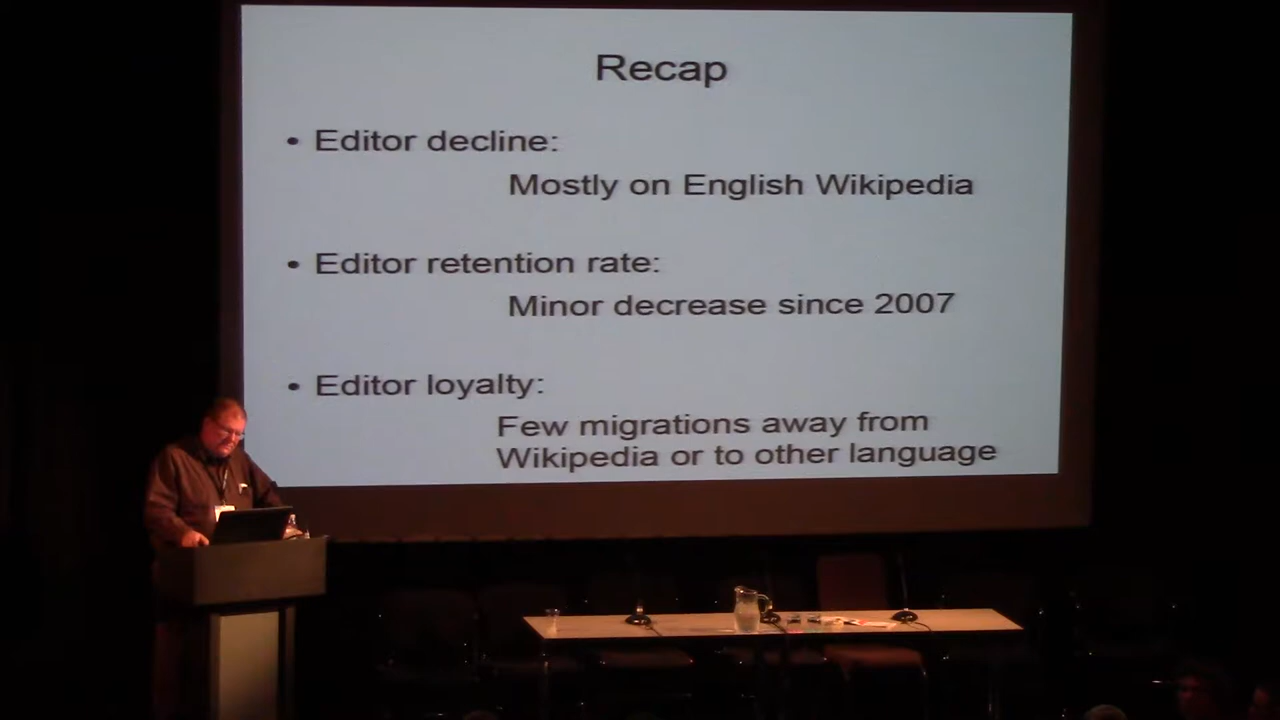 Recap
• Editor decline:
Mostly on English Wikipedia
• Editor retention rate:
Minor decrease since 2007
• Editor loyalty:
Few migrations away from
Wikipedia or to other language